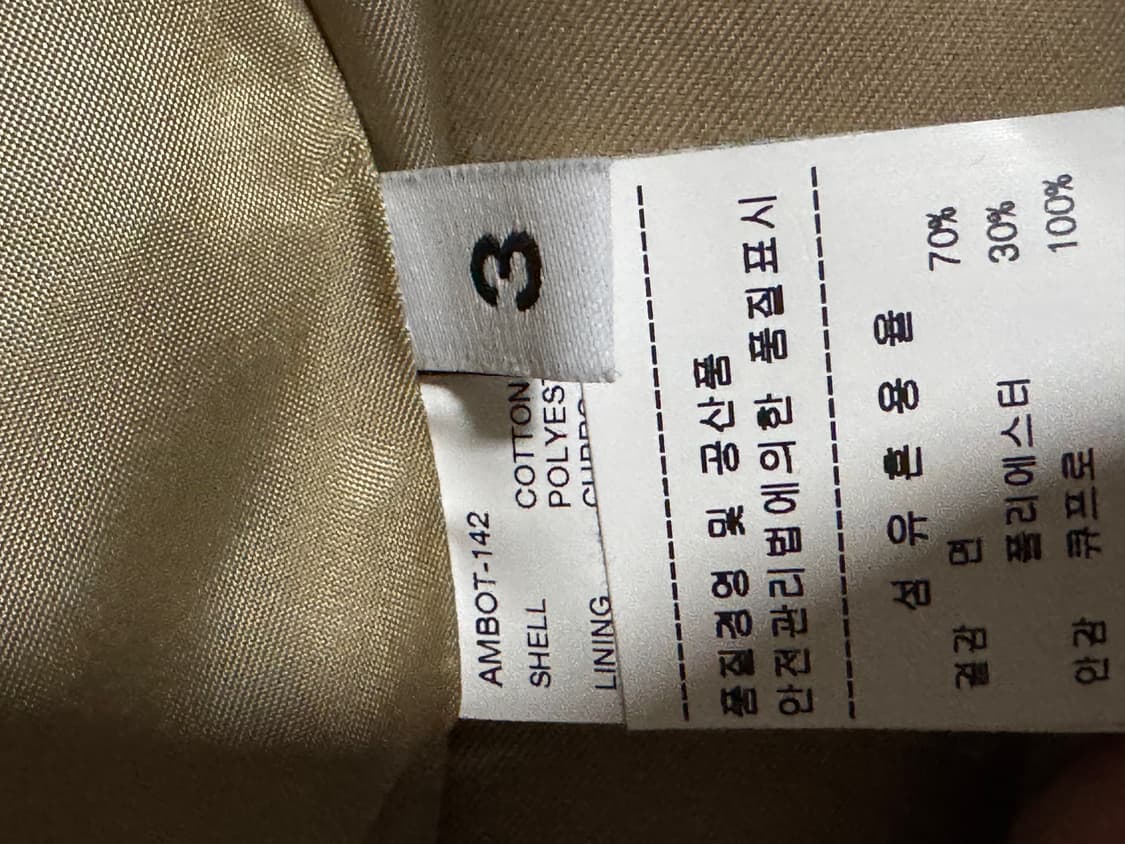 3
AMBOT-142
SHELL COTTON
POLYES
LINING CUPRO
품질경영 및 공산품
안전관리법에의한 품질표시
섬 유 혼 용 율
겉감 면 70%
폴리에스터 30%
안감 큐프로 100%